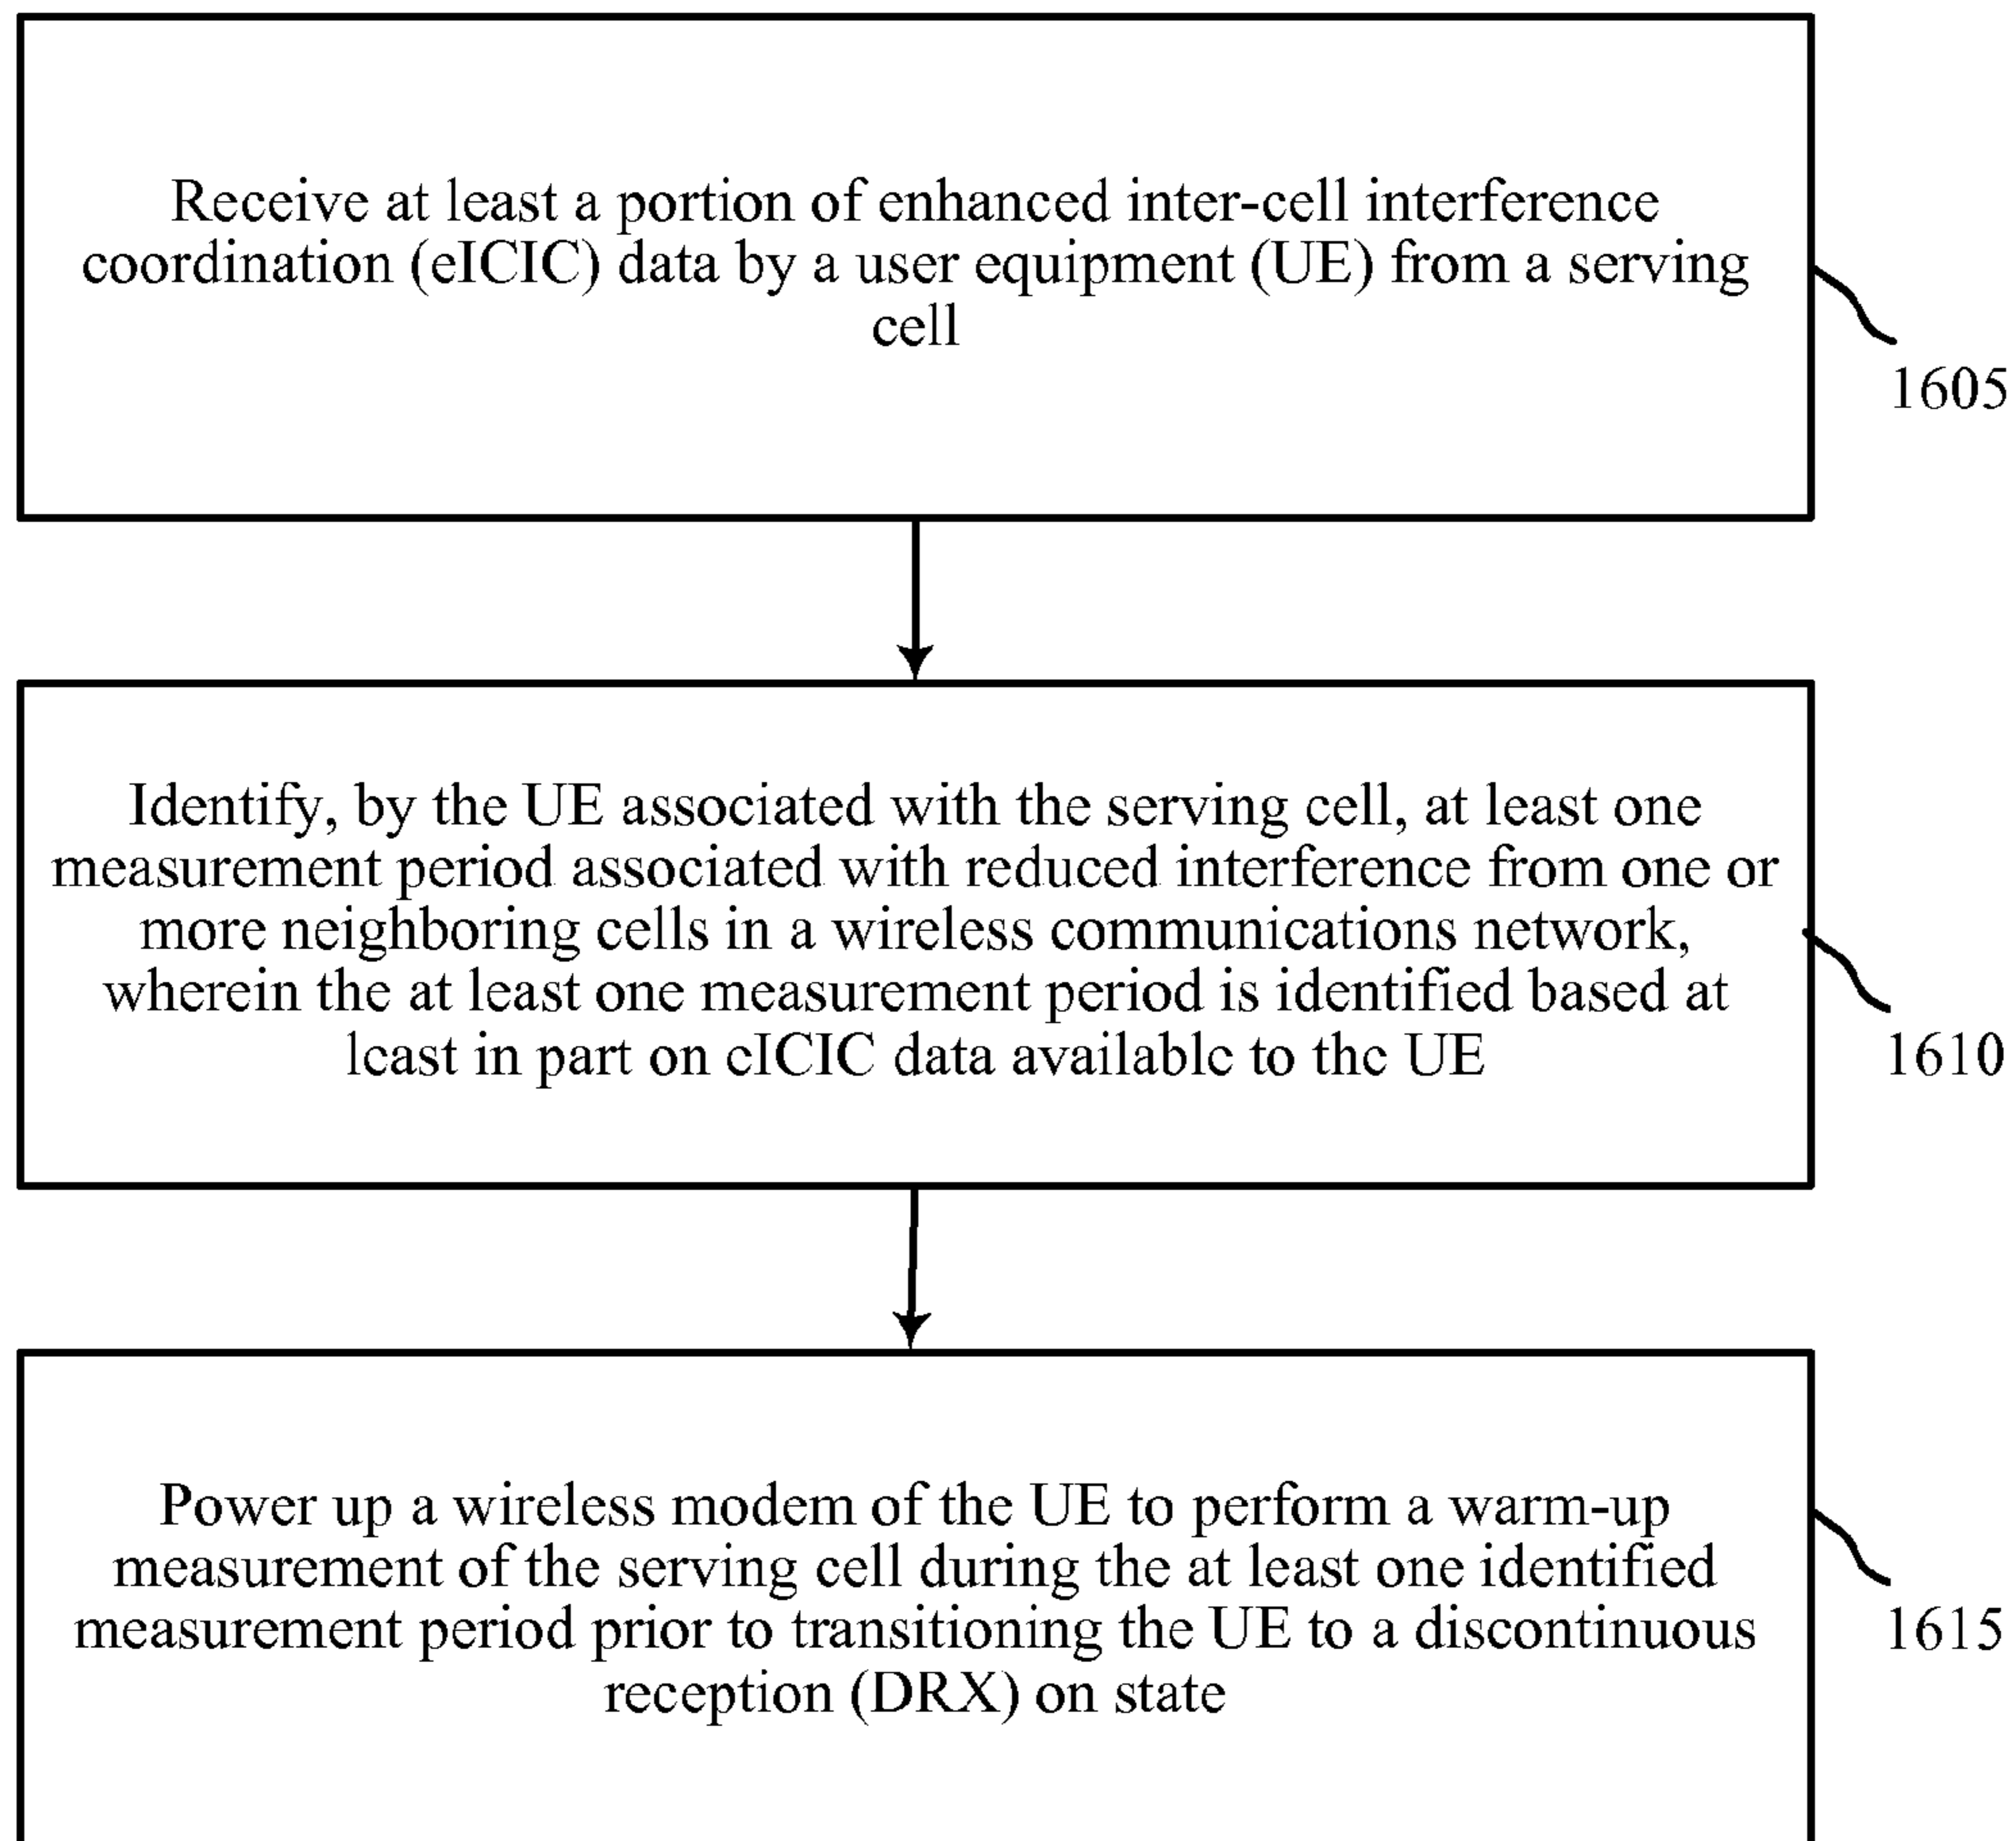 Receive at least a portion of enhanced inter-cell interference
coordination (eICIC) data by a user equipment (UE) from a serving
cell
1605
Identify, by the UE associated with the serving cell, at least one
measurement period associated with reduced interference from one or
more neighboring cells in a wireless communications network,
wherein the at least one measurement period is identified based at
least in part on eICIC data available to the UE
1610
Power up a wireless modem of the UE to perform a warm-up
measurement of the serving cell during the at least one identified
measurement period prior to transitioning the UE to a discontinuous
reception (DRX) on state
1615